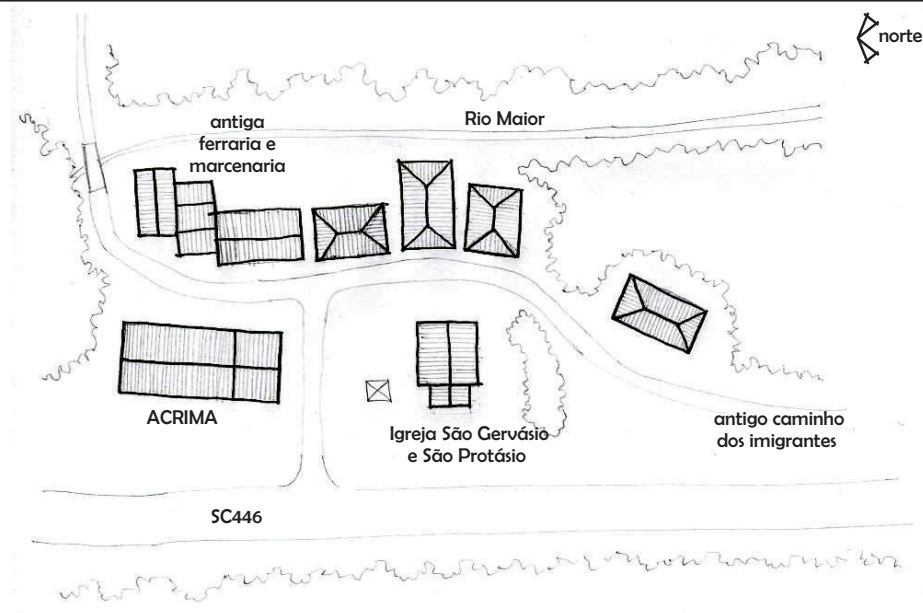 norte
antiga
ferraria e
marcenaria
Rio Maior
ACRIMA
Igreja São Gervásio
e São Protásio
antigo caminho
dos imigrantes
SC446